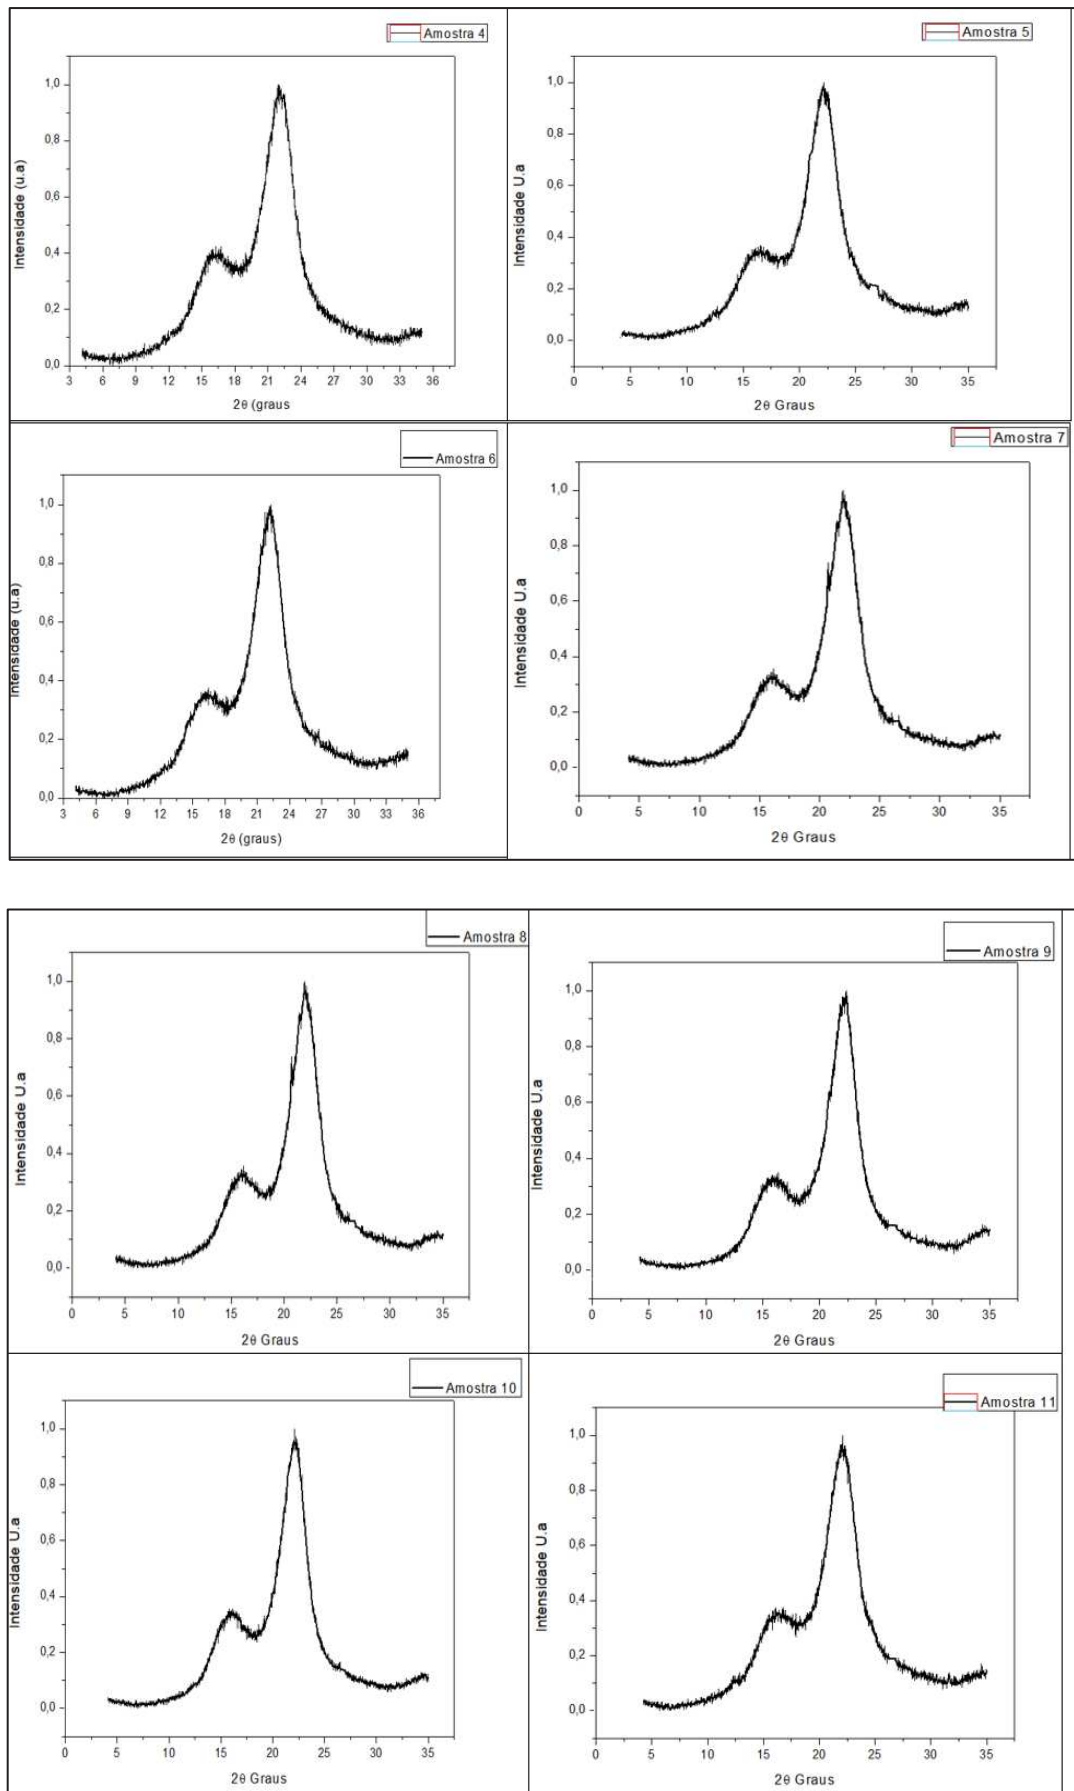 Amostra 4
1,0
0,8
0,6
0,4
0,2
0,0
Intensidade (u.a)
3 6 9 12 15 18 21 24 27 30 33 36
2θ (graus
Amostra 5
1,0
0,8
0,6
0,4
0,2
0,0
Intensidade U.a
0 5 10 15 20 25 30 35
2θ Graus
Amostra 6
1,0
0,8
0,6
0,4
0,2
0,0
Intensidade (u.a)
3 6 9 12 15 18 21 24 27 30 33 36
2θ (graus)
Amostra 7
1,0
0,8
0,6
0,4
0,2
0,0
Intensidade U.a
0 5 10 15 20 25 30 35
2θ Graus
Amostra 8
1,0
0,8
0,6
0,4
0,2
0,0
Intensidade U.a
0 5 10 15 20 25 30 35
2θ Graus
Amostra 9
1,0
0,8
0,6
0,4
0,2
0,0
Intensidade U.a
0 5 10 15 20 25 30 35
2θ Graus
Amostra 10
1,0
0,8
0,6
0,4
0,2
0,0
Intensidade U.a
0 5 10 15 20 25 30 35
2θ Graus
Amostra 11
1,0
0,8
0,6
0,4
0,2
0,0
Intensidade U.a
0 5 10 15 20 25 30 35
2θ Graus